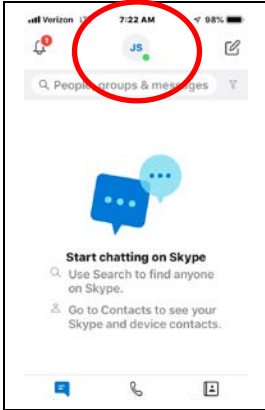 Verizon
7:22 AM
98%
1
JS
People, groups & messages
Start chatting on Skype
Use Search to find anyone
on Skype.
Go to Contacts to see your
Skype and device contacts.